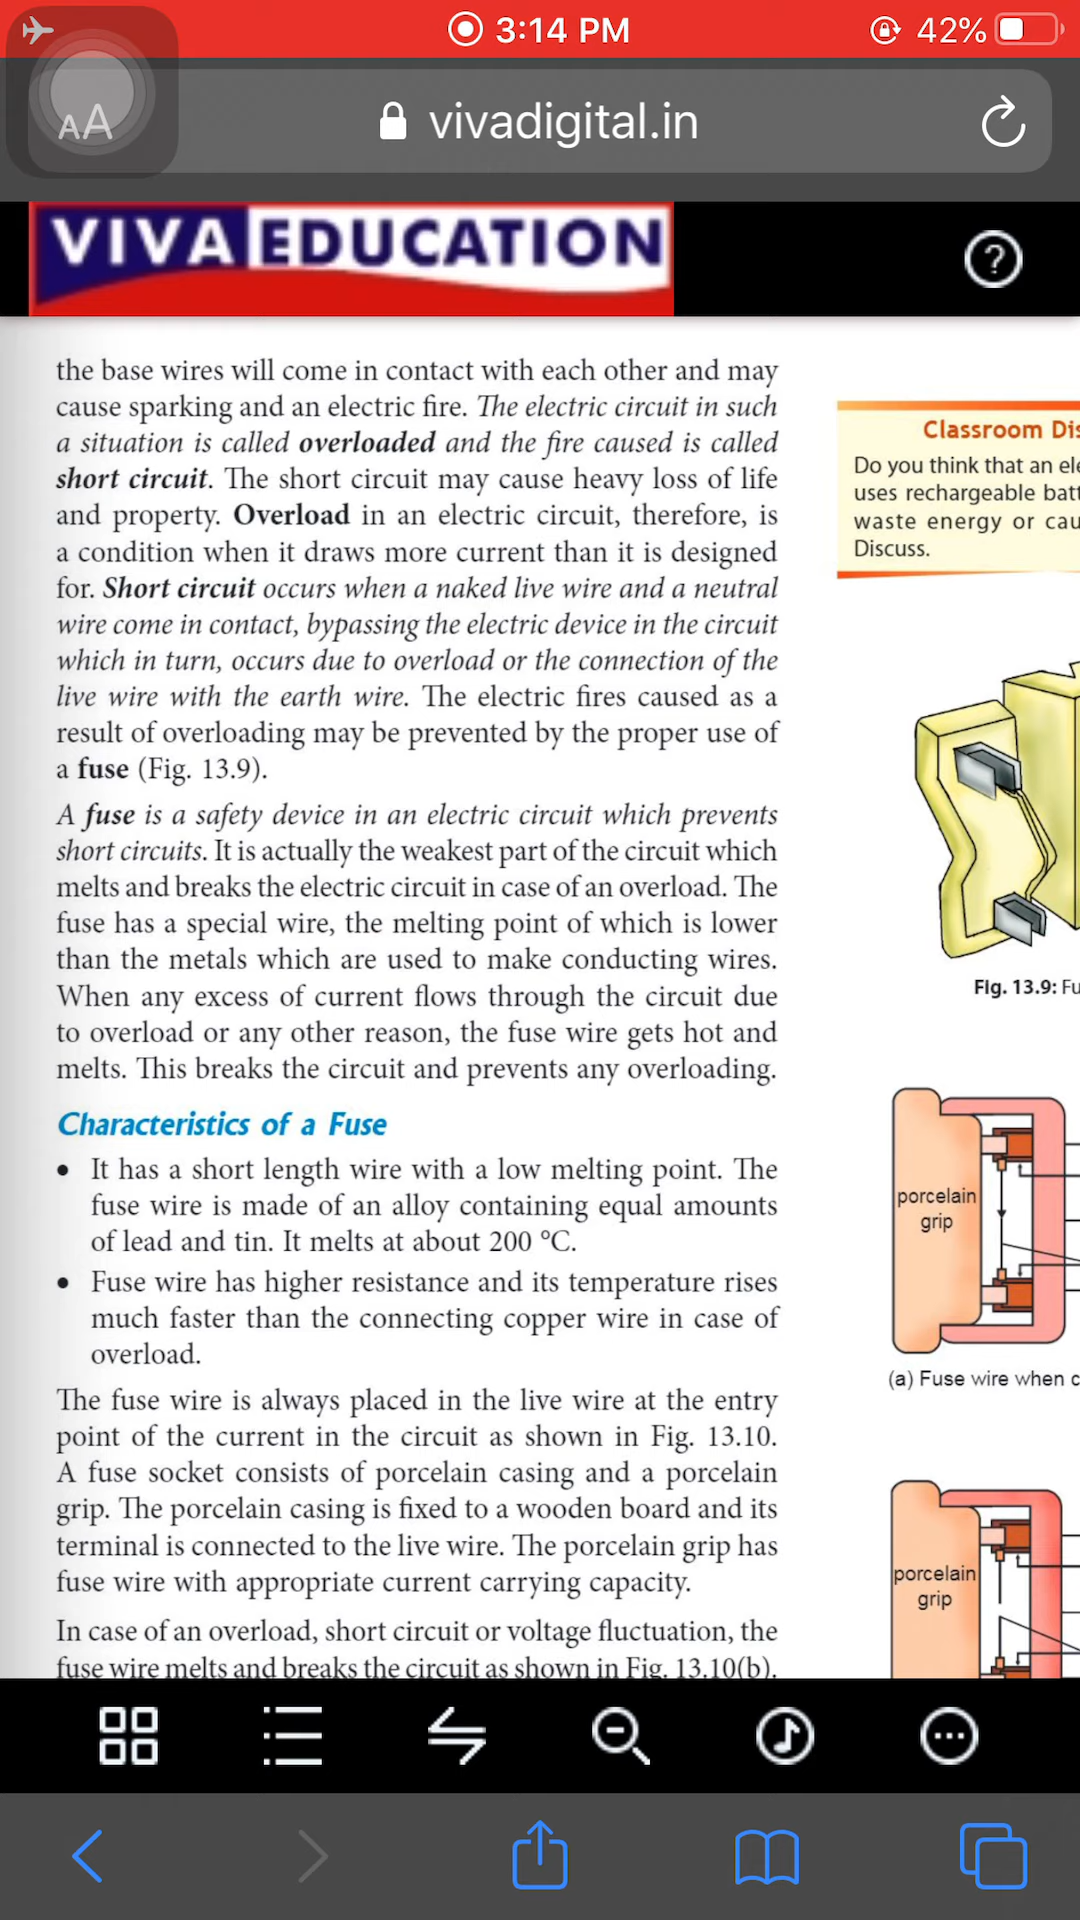 3:14 PM
42%
AA
vivadigital.in
VIVA EDUCATION
?
the base wires will come in contact with each other and may
cause sparking and an electric fire. The electric circuit in such
a situation is called overloaded and the fire caused is called
short circuit. The short circuit may cause heavy loss of life
and property. Overload in an electric circuit, therefore, is
a condition when it draws more current than it is designed
for. Short circuit occurs when a naked live wire and a neutral
wire come in contact, bypassing the electric device in the circuit
which in turn, occurs due to overload or the connection of the
live wire with the earth wire. The electric fires caused as a
result of overloading may be prevented by the proper use of
a fuse (Fig. 13.9).
A fuse is a safety device in an electric circuit which prevents
short circuits. It is actually the weakest part of the circuit which
melts and breaks the electric circuit in case of an overload. The
fuse has a special wire, the melting point of which is lower
than the metals which are used to make conducting wires.
When any excess of current flows through the circuit due
to overload or any other reason, the fuse wire gets hot and
melts. This breaks the circuit and prevents any overloading.
Characteristics of a Fuse
• It has a short length wire with a low melting point. The
fuse wire is made of an alloy containing equal amounts
of lead and tin. It melts at about 200 °C.
• Fuse wire has higher resistance and its temperature rises
much faster than the connecting copper wire in case of
overload.
The fuse wire is always placed in the live wire at the entry
point of the current in the circuit as shown in Fig. 13.10.
A fuse socket consists of porcelain casing and a porcelain
grip. The porcelain casing is fixed to a wooden board and its
terminal is connected to the live wire. The porcelain grip has
fuse wire with appropriate current carrying capacity.
In case of an overload, short circuit or voltage fluctuation, the
fuse wire melts and breaks the circuit as shown in Fig. 13.10(b).
Classroom Dis
Do you think that an ele
uses rechargeable batt
waste energy or cau
Discuss.
Fig. 13.9: Fu
porcelain
grip
(a) Fuse wire when c
porcelain
grip